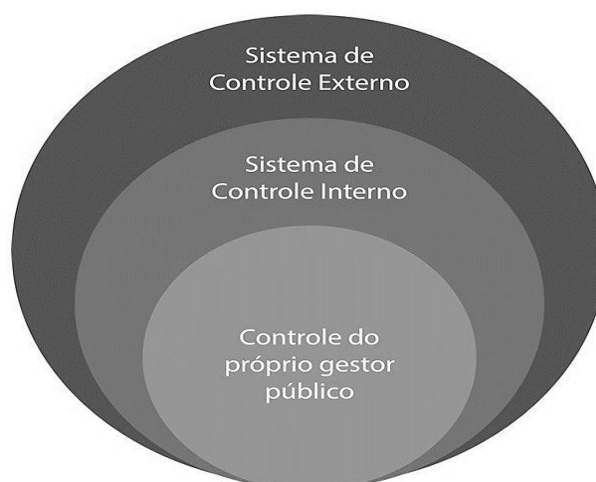 Sistema de
Controle Externo
Sistema de
Controle Interno
Controle do
próprio gestor
público